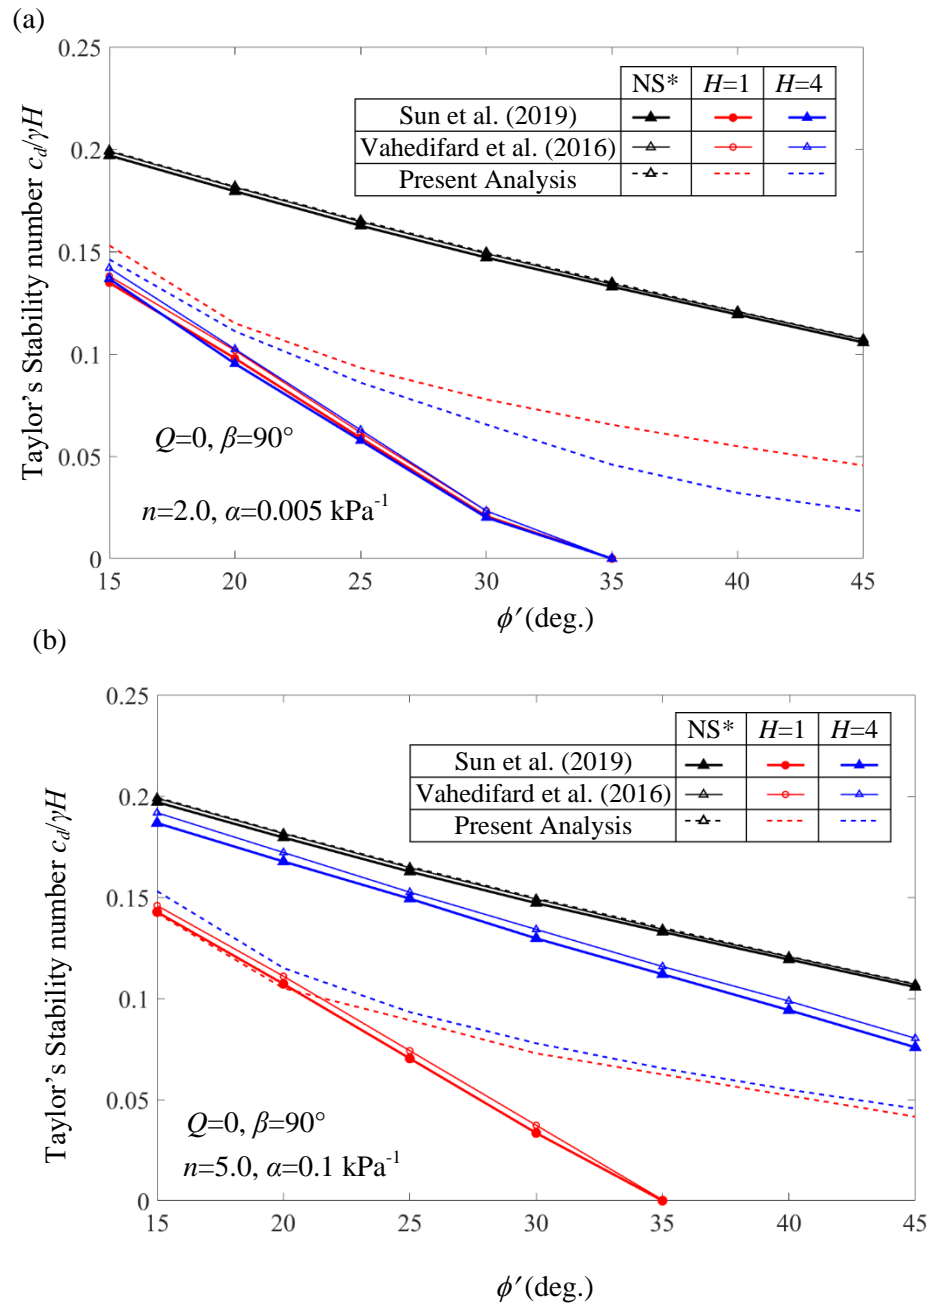 (a)
0.25
0.2
0.15
0.1
0.05
0
Taylor's Stability number c_d/γH
NS* H=1 H=4
Sun et al. (2019)
Vahedifard et al. (2016)
Present Analysis
Q=0, β=90°
n=2.0, α=0.005 kPa⁻¹
15 20 25 30 35 40 45
ϕ′(deg.)
(b)
0.25
0.2
0.15
0.1
0.05
0
Taylor's Stability number c_d/γH
NS* H=1 H=4
Sun et al. (2019)
Vahedifard et al. (2016)
Present Analysis
Q=0, β=90°
n=5.0, α=0.1 kPa⁻¹
15 20 25 30 35 40 45
ϕ′(deg.)